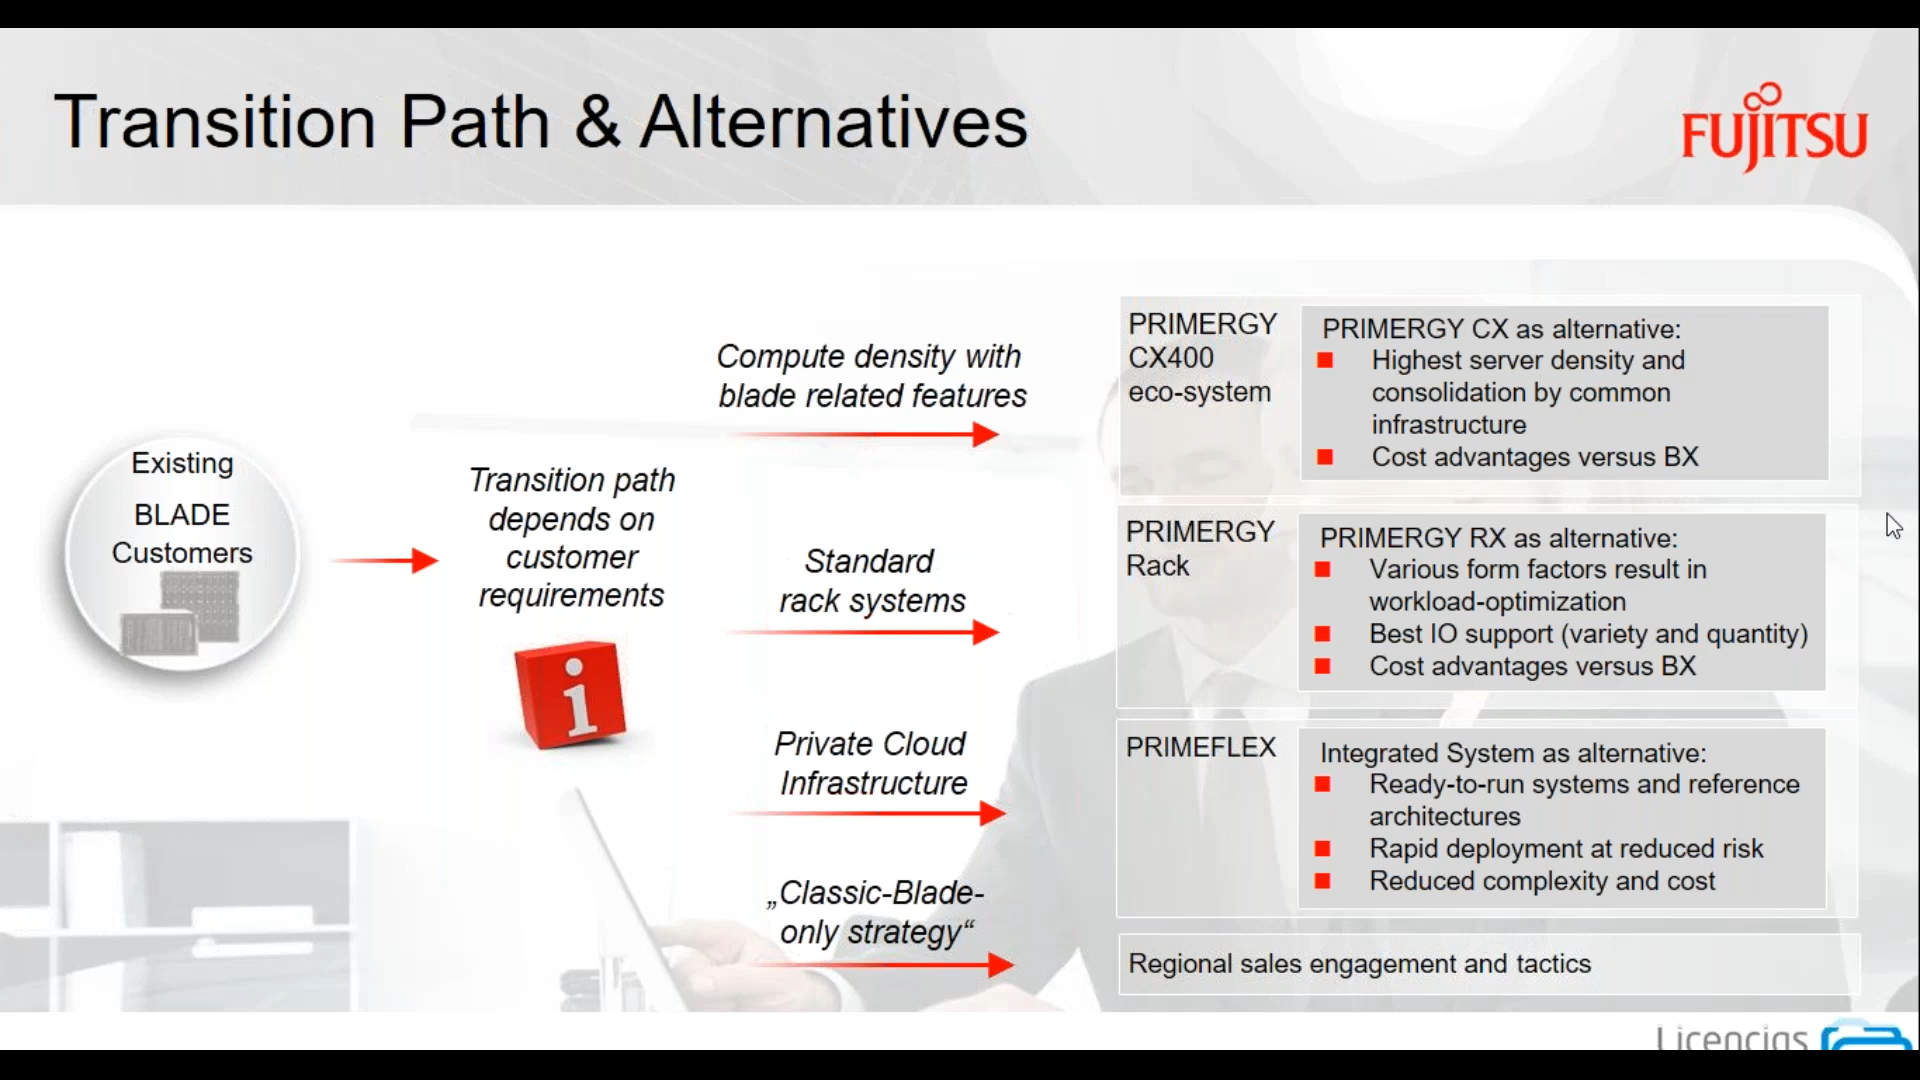 Transition Path & Alternatives
FUJITSU
Existing
BLADE
Customers
Transition path
depends on
customer
requirements
Compute density with
blade related features
Standard
rack systems
Private Cloud
Infrastructure
„Classic-Blade-
only strategy“
PRIMERGY
CX400
eco-system
PRIMERGY CX as alternative:
Highest server density and
consolidation by common
infrastructure
Cost advantages versus BX
PRIMERGY
Rack
PRIMERGY RX as alternative:
Various form factors result in
workload-optimization
Best IO support (variety and quantity)
Cost advantages versus BX
PRIMEFLEX
Integrated System as alternative:
Ready-to-run systems and reference
architectures
Rapid deployment at reduced risk
Reduced complexity and cost
Regional sales engagement and tactics
Licencias